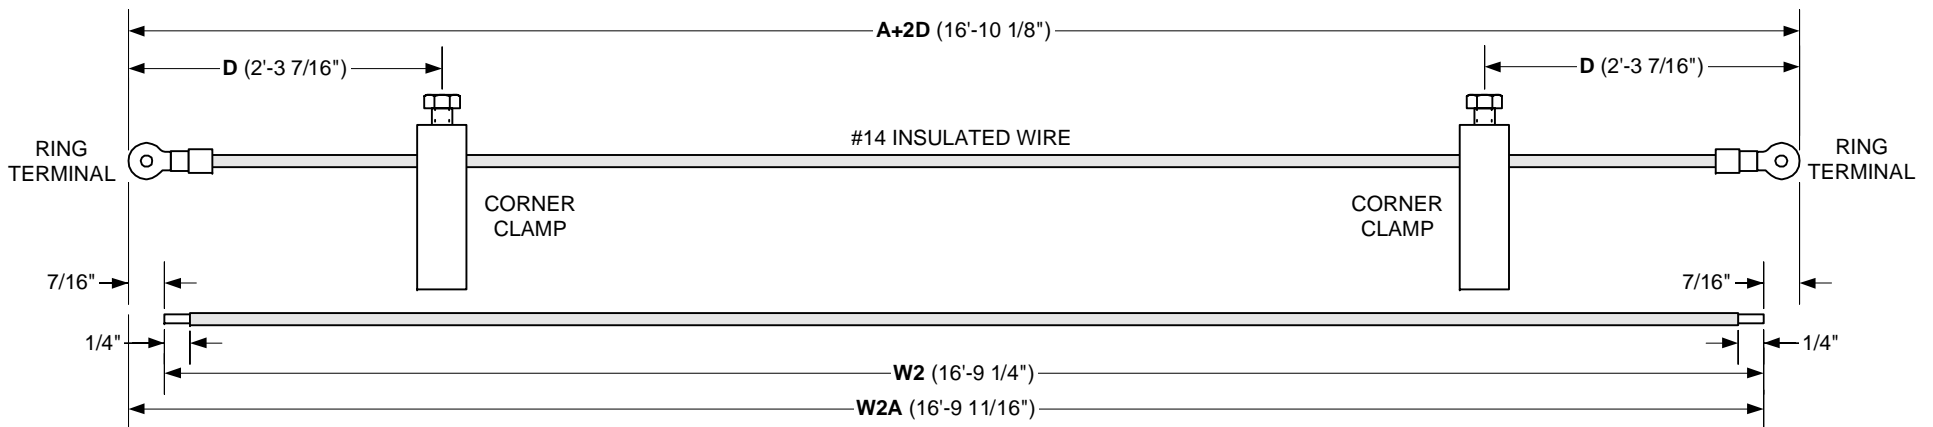 A+2D (16'-10 1/8")
D (2'-3 7/16")
D (2'-3 7/16")
#14 INSULATED WIRE
RING
TERMINAL
RING
TERMINAL
CORNER
CLAMP
CORNER
CLAMP
7/16"
7/16"
1/4"
1/4"
W2 (16'-9 1/4")
W2A (16'-9 11/16")